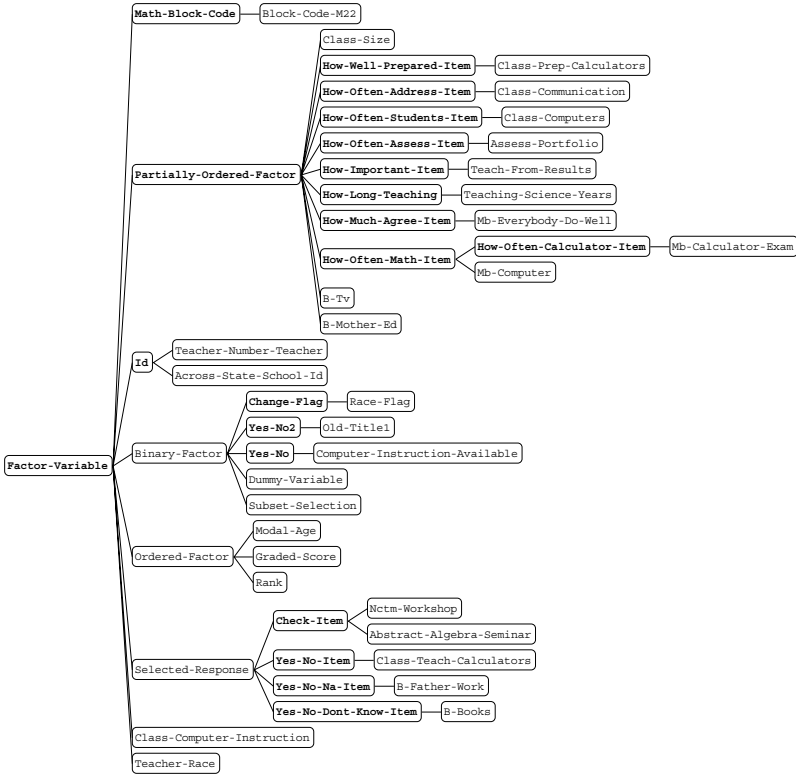 Math-Block-Code
Block-Code-M22
Class-Size
How-Well-Prepared-Item
Class-Prep-Calculators
How-Often-Address-Item
Class-Communication
How-Often-Students-Item
Class-Computers
How-Often-Assess-Item
Assess-Portfolio
Partially-Ordered-Factor
How-Important-Item
Teach-From-Results
How-Long-Teaching
Teaching-Science-Years
How-Much-Agree-Item
Mb-Everybody-Do-Well
How-Often-Math-Item
How-Often-Calculator-Item
Mb-Calculator-Exam
Mb-Computer
B-Tv
B-Mother-Ed
Id
Teacher-Number-Teacher
Across-State-School-Id
Factor-Variable
Binary-Factor
Change-Flag
Race-Flag
Yes-No2
Old-Title1
Yes-No
Computer-Instruction-Available
Dummy-Variable
Subset-Selection
Ordered-Factor
Modal-Age
Graded-Score
Rank
Selected-Response
Check-Item
Nctm-Workshop
Abstract-Algebra-Seminar
Yes-No-Item
Class-Teach-Calculators
Yes-No-Na-Item
B-Father-Work
Yes-No-Dont-Know-Item
B-Books
Class-Computer-Instruction
Teacher-Race